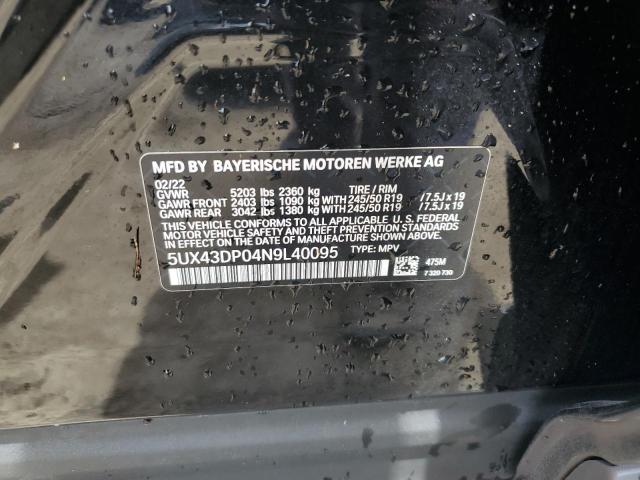 MFD BY BAYERISCHE MOTOREN WERKE AG
02/22
GVWR 5203 lbs 2360 kg TIRE / RIM
GAWR FRONT 2403 lbs 1090 kg WITH 245/50 R19 /7.5J x 19
GAWR REAR 3042 lbs 1380 kg WITH 245/50 R19 /7.5J x 19
THIS VEHICLE CONFORMS TO ALL APPLICABLE U. S. FEDERAL
MOTOR VEHICLE SAFETY AND THEFT PREVENTION STANDARDS
IN EFFECT ON THE DATE OF MANUFACTURE SHOWN ABOVE.
5UX43DP04N9L40095 TYPE: MPV
475M
7 320 730